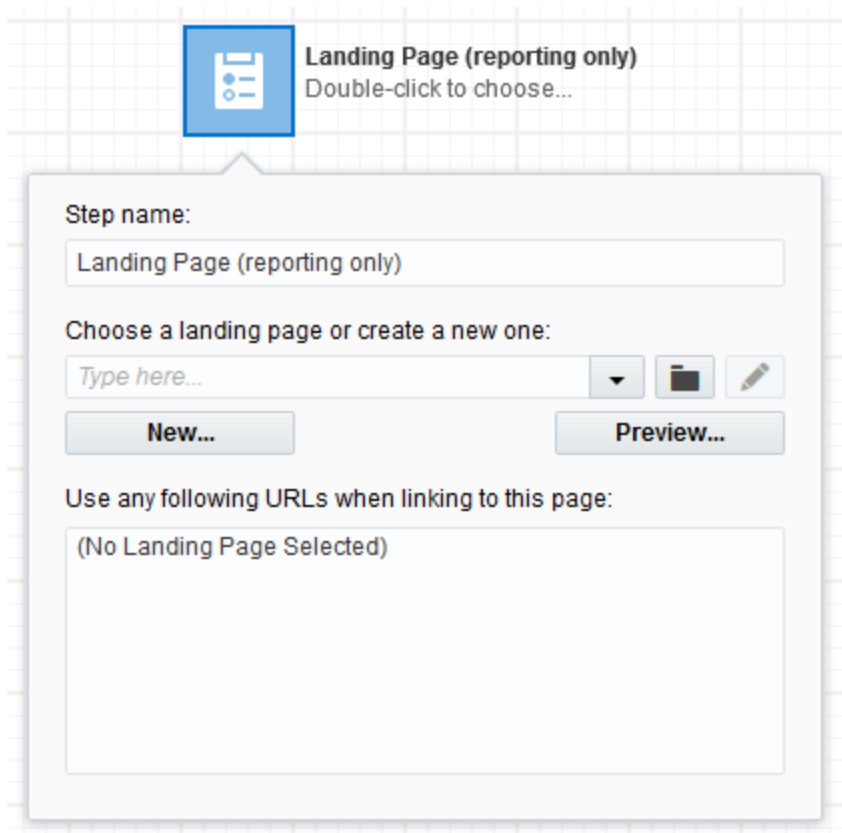 Landing Page (reporting only)
Double-click to choose...
Step name:
Landing Page (reporting only)
Choose a landing page or create a new one:
Type here...
New...
Preview...
Use any following URLs when linking to this page:
(No Landing Page Selected)